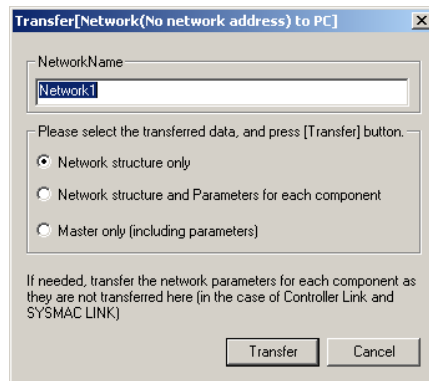 Transfer[Network(No network address) to PC]
NetworkName
Network1
Please select the transferred data, and press [Transfer] button.
Network structure only
Network structure and Parameters for each component
Master only (including parameters)
If needed, transfer the network parameters for each component as
they are not transferred here (in the case of Controller Link and
SYSMAC LINK)
Transfer
Cancel